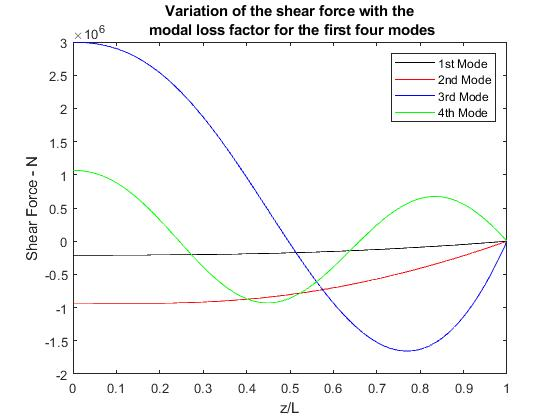 Variation of the shear force with the
modal loss factor for the first four modes
×10⁶
3
2.5
2
1.5
1
0.5
0
-0.5
-1
-1.5
-2
Shear Force - N
1st Mode
2nd Mode
3rd Mode
4th Mode
0 0.1 0.2 0.3 0.4 0.5 0.6 0.7 0.8 0.9 1
z/L